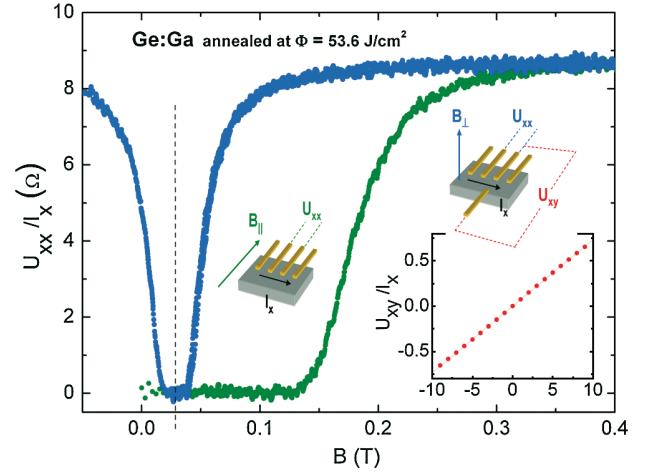 Ge:Ga annealed at Φ = 53.6 J/cm²
U_xx /I_x (Ω)
8
6
4
2
0
0.0
0.1
0.2
0.3
0.4
B (T)
B_||
U_xx
I_x
B_⊥
U_xx
U_xy
I_x
U_xy/I_x
0.5
0.0
-0.5
-10
-5
0
5
10